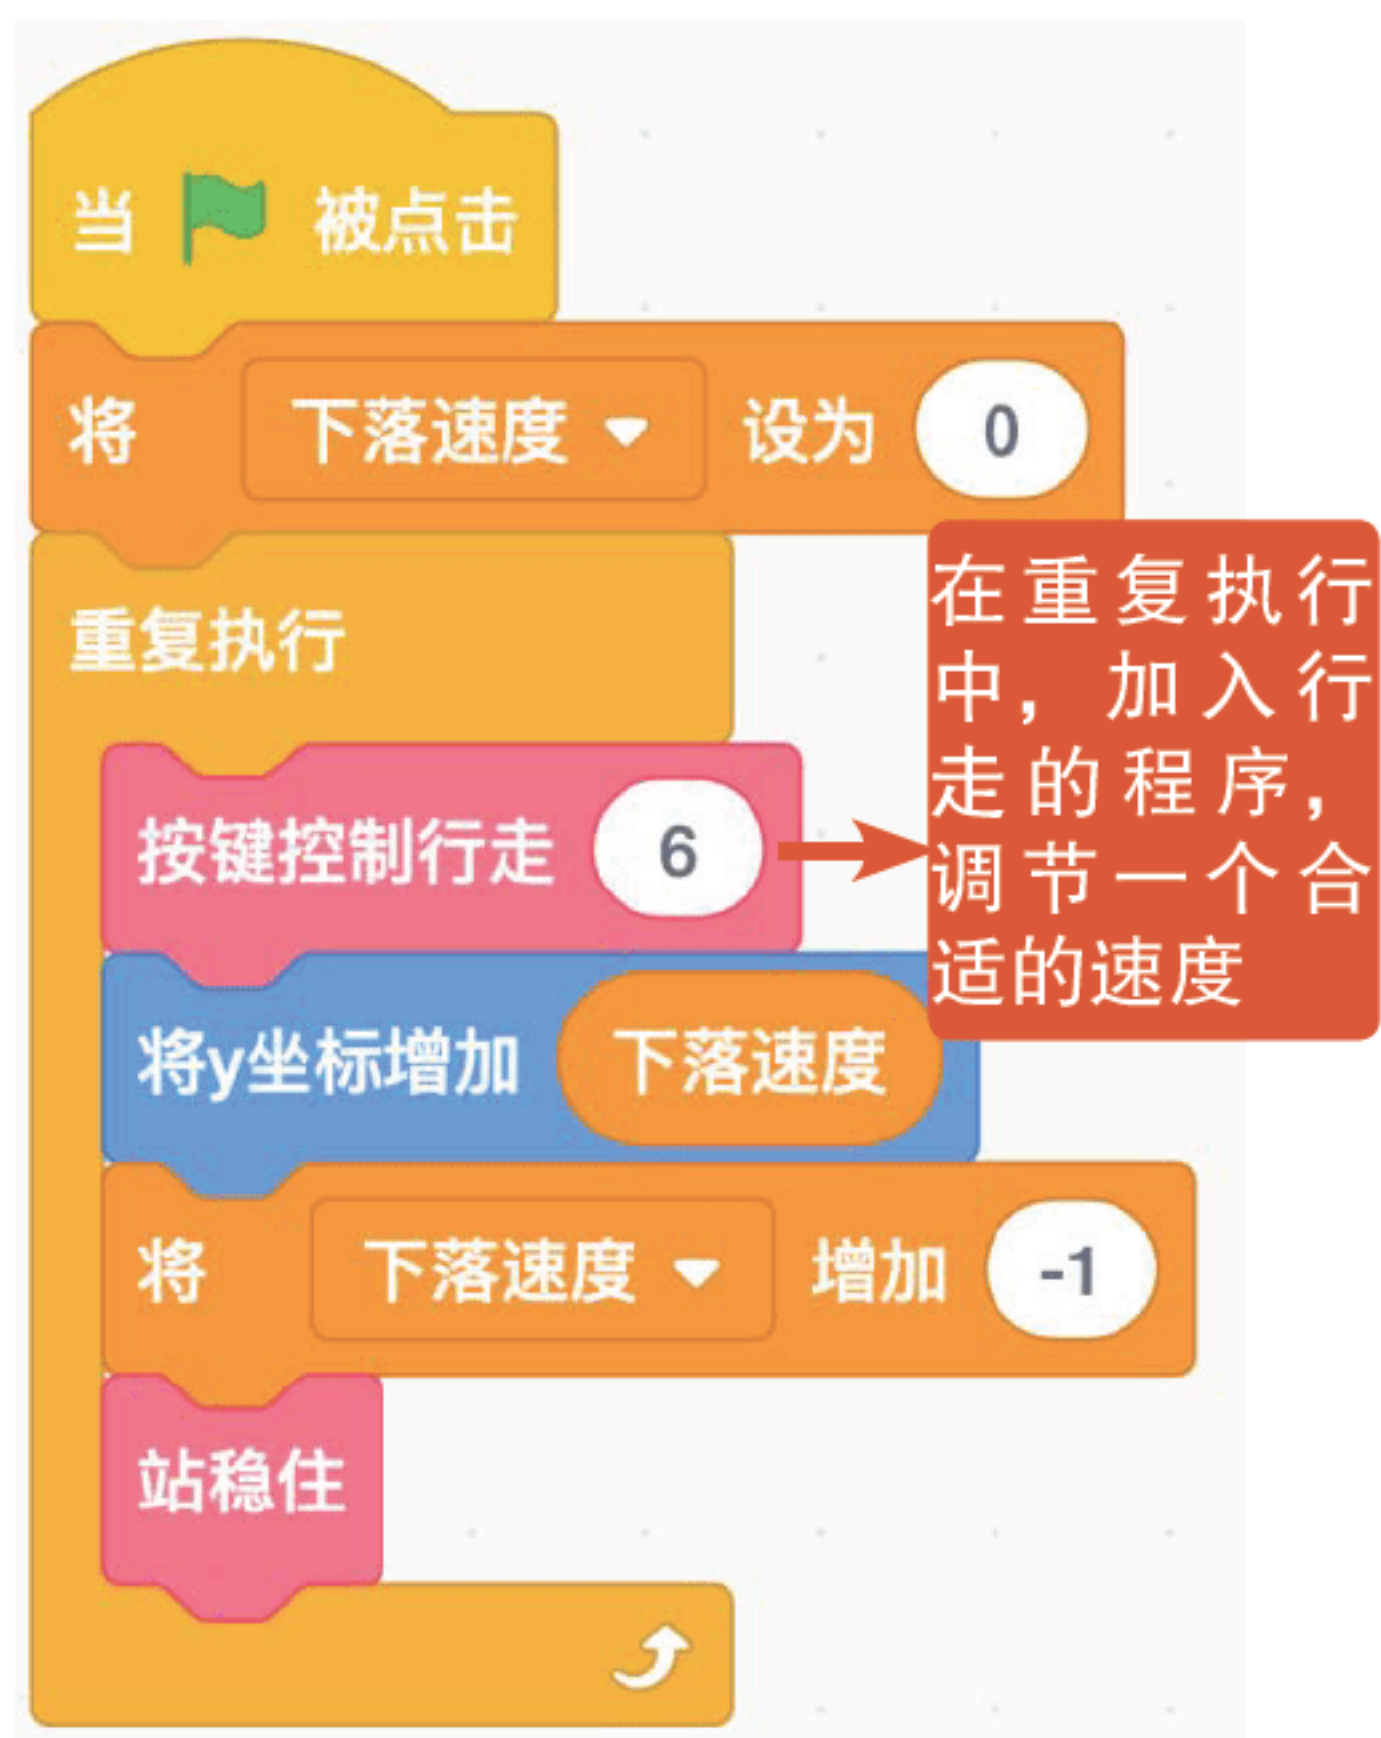 当 被点击
将 下落速度 设为 0
重复执行
按键控制行走 6
在重复执行
中，加入行
走的程序，
调节一个合
适的速度
将y坐标增加 下落速度
将 下落速度 增加 -1
站稳住